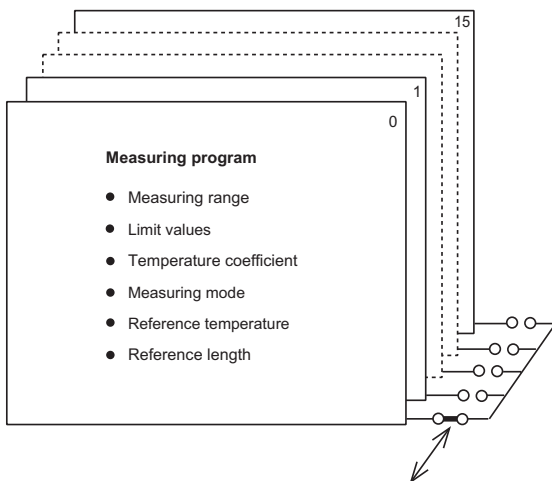 15
1
0
Measuring program
● Measuring range
● Limit values
● Temperature coefficient
● Measuring mode
● Reference temperature
● Reference length